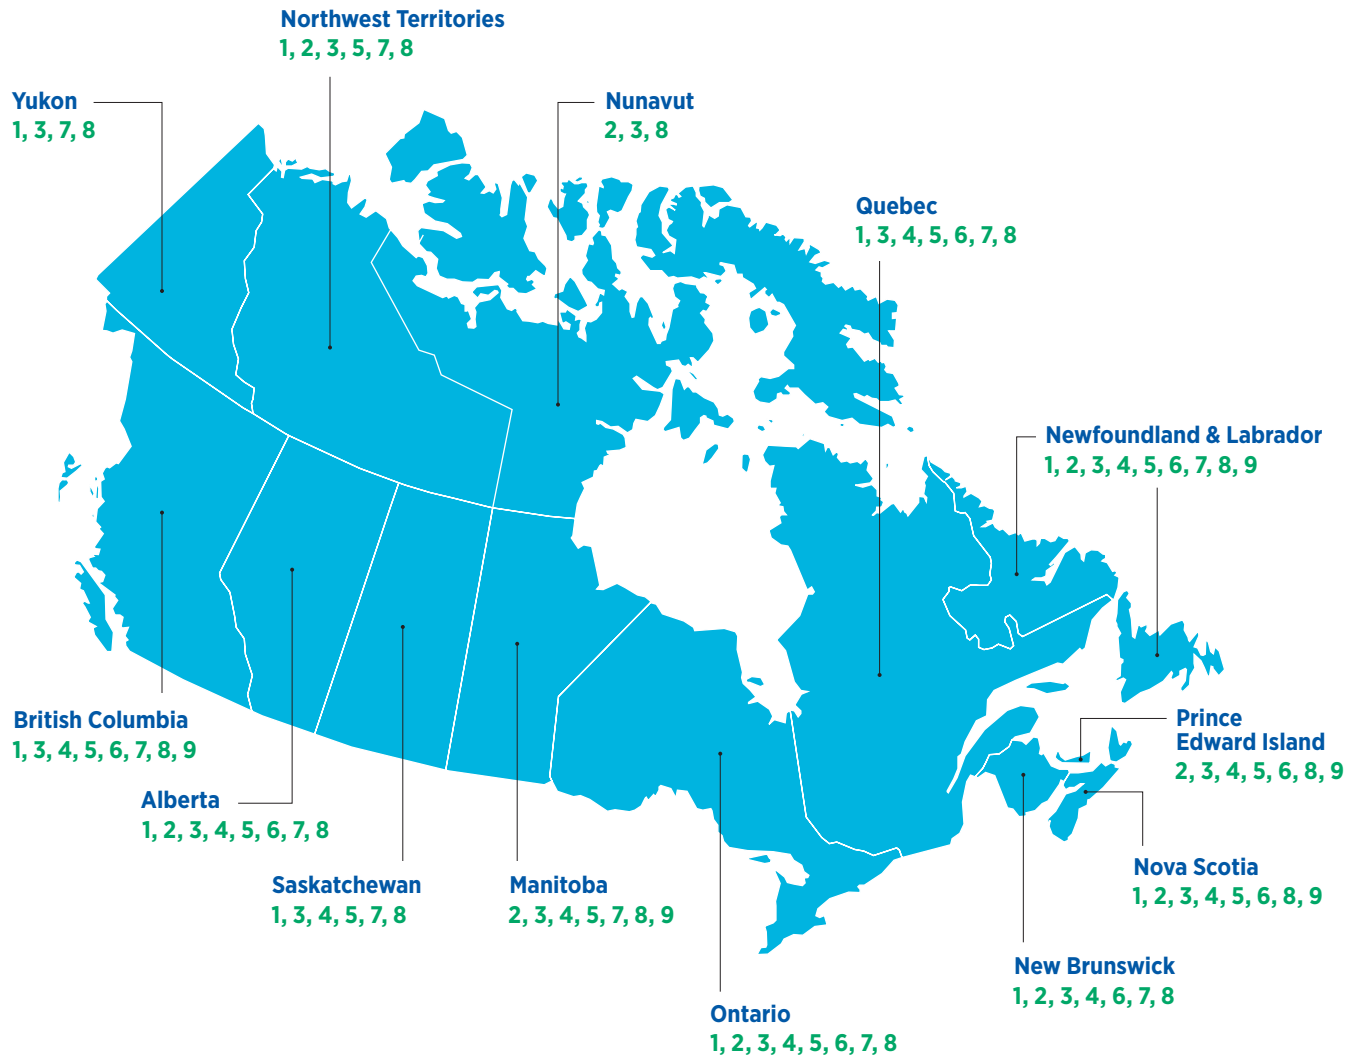 Northwest Territories
1, 2, 3, 5, 7, 8
Yukon
1, 3, 7, 8
Nunavut
2, 3, 8
Quebec
1, 3, 4, 5, 6, 7, 8
Newfoundland & Labrador
1, 2, 3, 4, 5, 6, 7, 8, 9
British Columbia
1, 3, 4, 5, 6, 7, 8, 9
Prince
Edward Island
2, 3, 4, 5, 6, 8, 9
Alberta
1, 2, 3, 4, 5, 6, 7, 8
Saskatchewan
1, 3, 4, 5, 7, 8
Manitoba
2, 3, 4, 5, 7, 8, 9
Nova Scotia
1, 2, 3, 4, 5, 6, 8, 9
New Brunswick
1, 2, 3, 4, 6, 7, 8
Ontario
1, 2, 3, 4, 5, 6, 7, 8